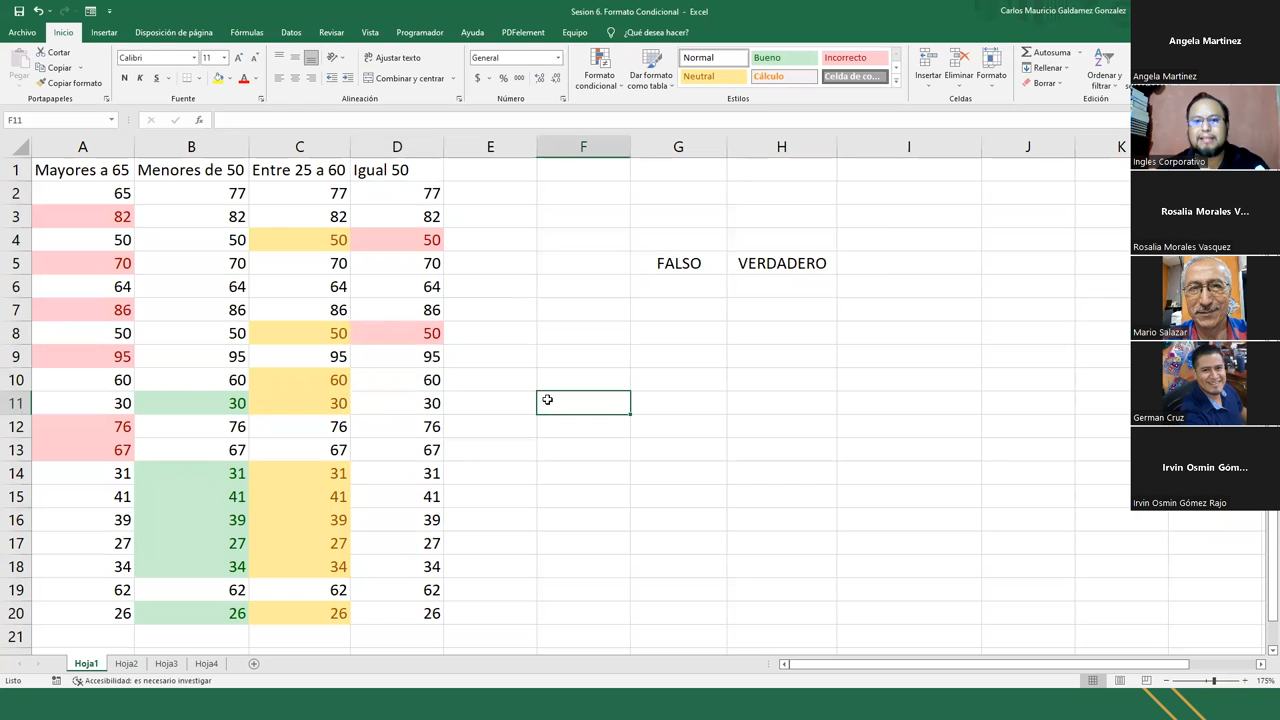 Sesion 6. Formato Condicional - Excel
Carlos Mauricio Galdamez Gonzalez
Archivo Inicio Insertar Disposición de página Fórmulas Datos Revisar Vista Programador Ayuda PDFelement Equipo ¿Qué desea hacer?
Pegar
Cortar
Copiar
Copiar formato
Portapapeles
Calibri 11
N K S
Fuente
Ajustar texto
Combinar y centrar
Alineación
General
$ % 000
Número
Formato condicional
Dar formato como tabla
Normal Bueno Incorrecto
Neutral Cálculo Celda de co...
Estilos
Insertar Eliminar Formato
Celdas
Autosuma
Rellenar
Borrar
Ordenar y filtrar
Edición
F11
fx
A B C D E F G H I J K
1 Mayores a 65 Menores de 50 Entre 25 a 60 Igual 50
2 65 77 77 77
3 82 82 82 82
4 50 50 50 50
5 70 70 70 70 FALSO VERDADERO
6 64 64 64 64
7 86 86 86 86
8 50 50 50 50
9 95 95 95 95
10 60 60 60 60
11 30 30 30 30
12 76 76 76 76
13 67 67 67 67
14 31 31 31 31
15 41 41 41 41
16 39 39 39 39
17 27 27 27 27
18 34 34 34 34
19 62 62 62 62
20 26 26 26 26
21
Hoja1 Hoja2 Hoja3 Hoja4
Listo
Accesibilidad: es necesario investigar
175%
Angela Martinez
Angela Martinez
Ingles Corporativo
Rosalia Morales V...
Rosalia Morales Vasquez
Mario Salazar
German Cruz
Irvin Osmin Góm...
Irvin Osmin Gómez Rajo